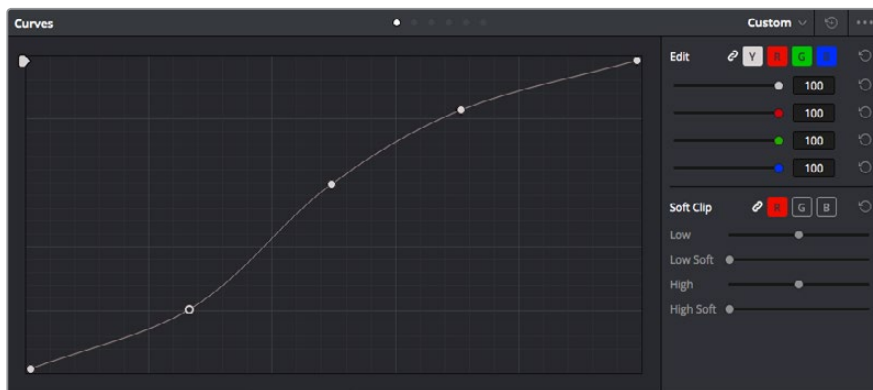 Curves
Custom
Edit Y R G B
100
100
100
100
Soft Clip R G B
Low
Low Soft
High
High Soft